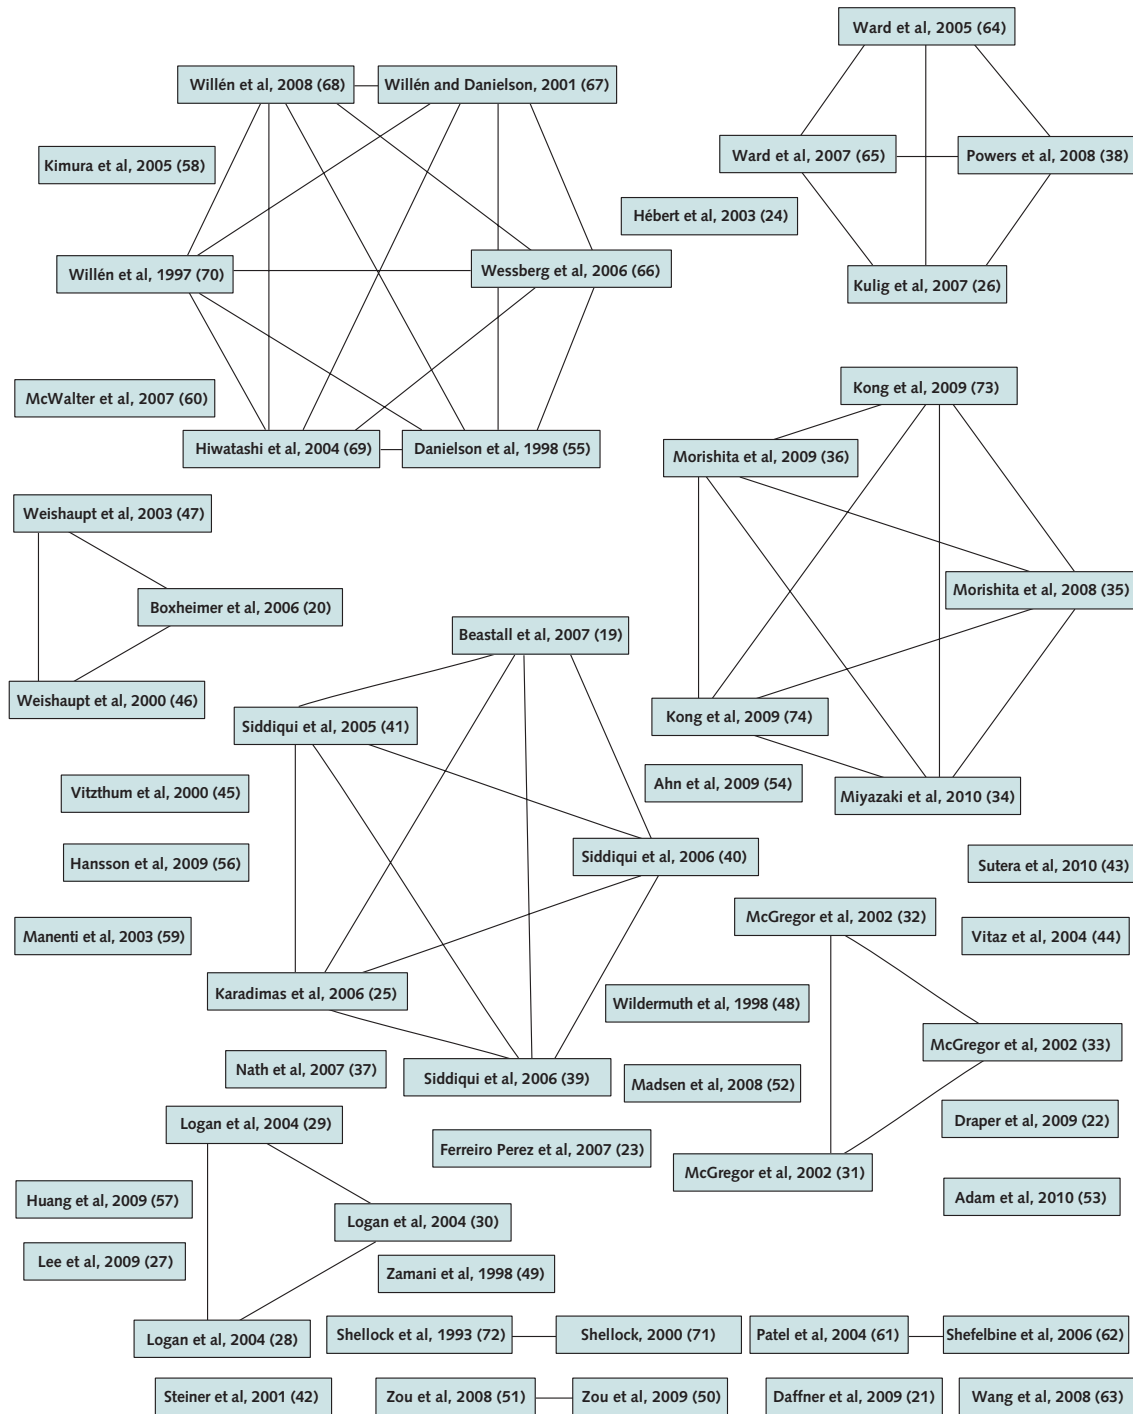 Ward et al, 2005 (64)
Willén et al, 2008 (68)
Willén and Danielson, 2001 (67)
Kimura et al, 2005 (58)
Ward et al, 2007 (65)
Powers et al, 2008 (38)
Hébert et al, 2003 (24)
Willén et al, 1997 (70)
Wessberg et al, 2006 (66)
Kulig et al, 2007 (26)
McWalter et al, 2007 (60)
Kong et al, 2009 (73)
Hiwatashi et al, 2004 (69)
Danielson et al, 1998 (55)
Morishita et al, 2009 (36)
Weishaupt et al, 2003 (47)
Boxheimer et al, 2006 (20)
Morishita et al, 2008 (35)
Beastall et al, 2007 (19)
Weishaupt et al, 2000 (46)
Siddiqui et al, 2005 (41)
Kong et al, 2009 (74)
Vitzthum et al, 2000 (45)
Ahn et al, 2009 (54)
Miyazaki et al, 2010 (34)
Hansson et al, 2009 (56)
Siddiqui et al, 2006 (40)
Sutera et al, 2010 (43)
Manenti et al, 2003 (59)
McGregor et al, 2002 (32)
Vitaz et al, 2004 (44)
Karadimas et al, 2006 (25)
Wildermuth et al, 1998 (48)
McGregor et al, 2002 (33)
Nath et al, 2007 (37)
Siddiqui et al, 2006 (39)
Madsen et al, 2008 (52)
Logan et al, 2004 (29)
Draper et al, 2009 (22)
Ferreiro Perez et al, 2007 (23)
McGregor et al, 2002 (31)
Huang et al, 2009 (57)
Adam et al, 2010 (53)
Logan et al, 2004 (30)
Lee et al, 2009 (27)
Zamani et al, 1998 (49)
Logan et al, 2004 (28)
Shellock et al, 1993 (72)
Shellock, 2000 (71)
Patel et al, 2004 (61)
Shefelbine et al, 2006 (62)
Steiner et al, 2001 (42)
Zou et al, 2008 (51)
Zou et al, 2009 (50)
Daffner et al, 2009 (21)
Wang et al, 2008 (63)